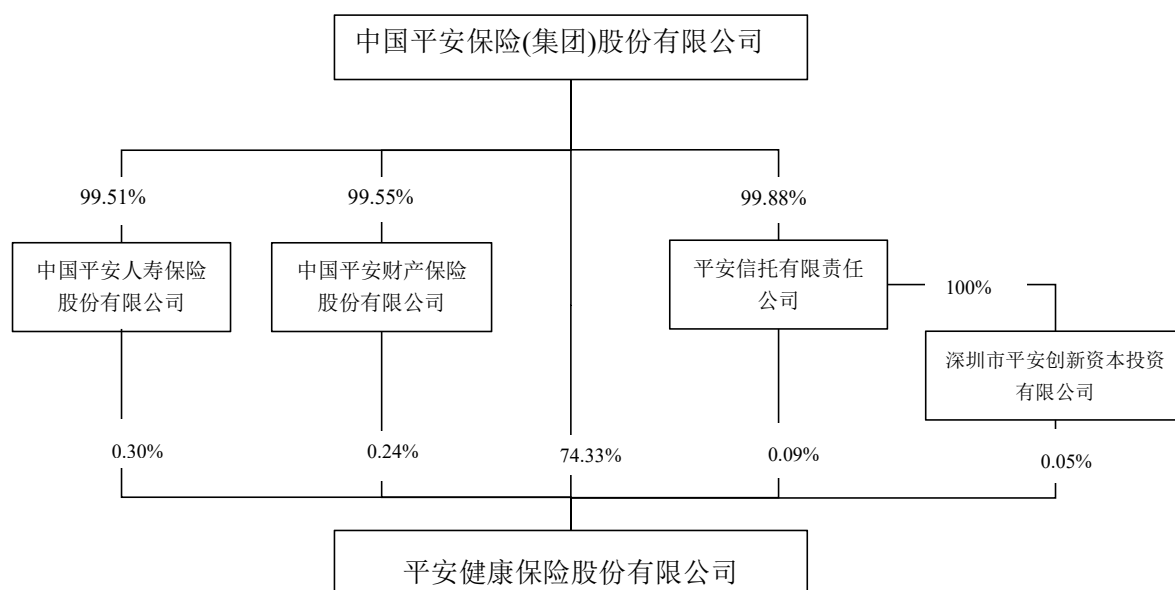 中国平安保险(集团)股份有限公司
99.51%
99.55%
99.88%
中国平安人寿保险
股份有限公司
中国平安财产保险
股份有限公司
平安信托有限责任
公司
100%
深圳市平安创新资本投资
有限公司
0.30%
0.24%
74.33%
0.09%
0.05%
平安健康保险股份有限公司